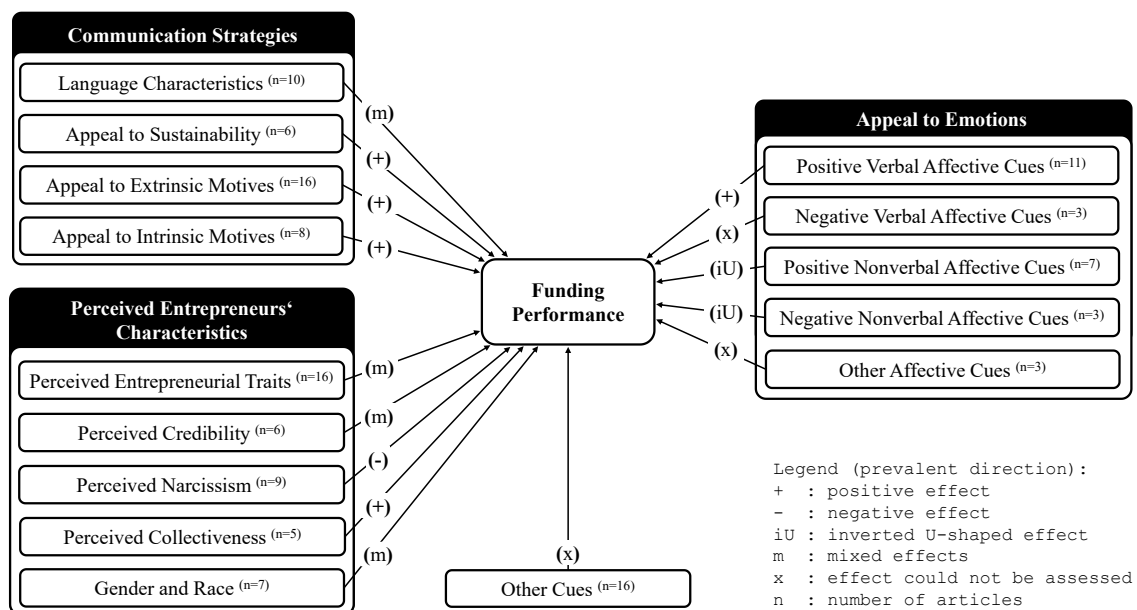 Communication Strategies
Language Characteristics (n=10)
Appeal to Sustainability (n=6)
Appeal to Extrinsic Motives (n=16)
Appeal to Intrinsic Motives (n=8)
(m)
(+)
(+)
(+)
Perceived Entrepreneurs‘
Characteristics
Perceived Entrepreneurial Traits (n=16)
Perceived Credibility (n=6)
Perceived Narcissism (n=9)
Perceived Collectiveness (n=5)
Gender and Race (n=7)
(m)
(m)
(-)
(+)
(m)
Funding
Performance
(x)
Other Cues (n=16)
Appeal to Emotions
Positive Verbal Affective Cues (n=11)
Negative Verbal Affective Cues (n=3)
Positive Nonverbal Affective Cues (n=7)
Negative Nonverbal Affective Cues (n=3)
Other Affective Cues (n=3)
(+)
(x)
(iU)
(iU)
(x)
Legend (prevalent direction):
+ : positive effect
- : negative effect
iU : inverted U-shaped effect
m : mixed effects
x : effect could not be assessed
n : number of articles